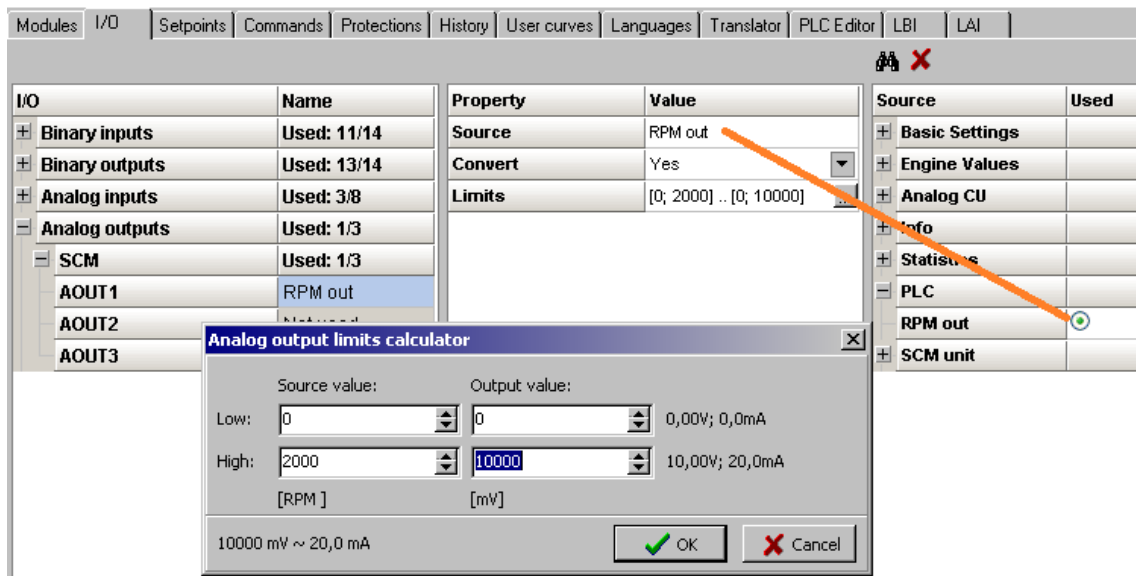 Modules I/O Setpoints Commands Protections History User curves Languages Translator PLC Editor LBI LAI
I/O Name Property Value Source Used
Binary inputs Used: 11/14 Source RPM out Basic Settings
Binary outputs Used: 13/14 Convert Yes Engine Values
Analog inputs Used: 3/8 Limits [0; 2000] .. [0; 10000] ... Analog CU
Analog outputs Used: 1/3 Info
SCM Used: 1/3 Statistics
AOUT1 RPM out PLC
AOUT2 Not used RPM out
AOUT3 SCM unit
Analog output limits calculator
Source value: Output value:
Low: 0 0 0,00V; 0,0mA
High: 2000 10000 10,00V; 20,0mA
[RPM ] [mV]
10000 mV ~ 20,0 mA OK Cancel